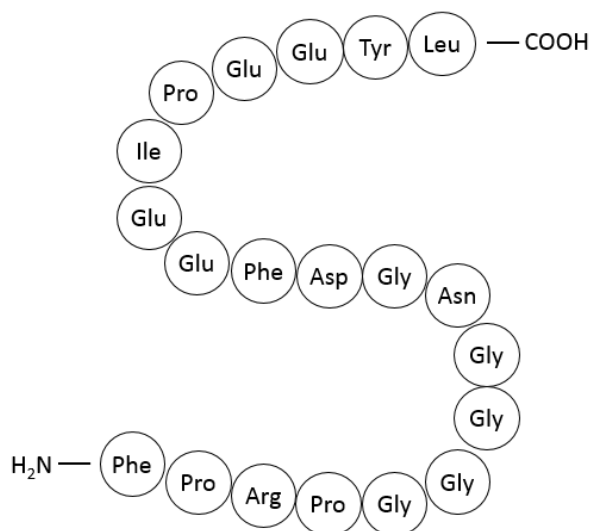 Pro Glu Glu Tyr Leu COOH
Ile
Glu
Glu Phe Asp Gly Asn
Gly
Gly
H₂N Phe Pro Arg Pro Gly Gly